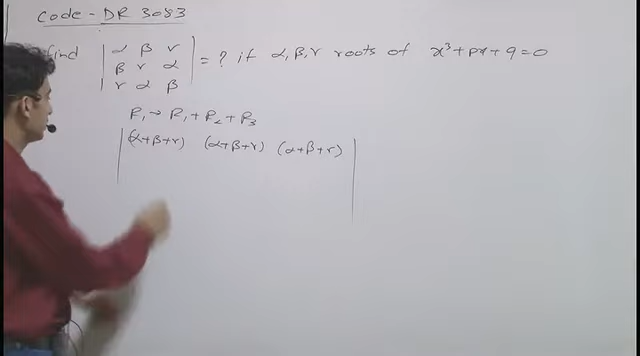 Code - DR 3083
find | α β γ | = ? if α, β, γ roots of x³ + px + q = 0
| β γ α |
| γ α β |
R₁ → R₁ + R₂ + R₃
| (α+β+γ) (α+β+γ) (α+β+γ) |